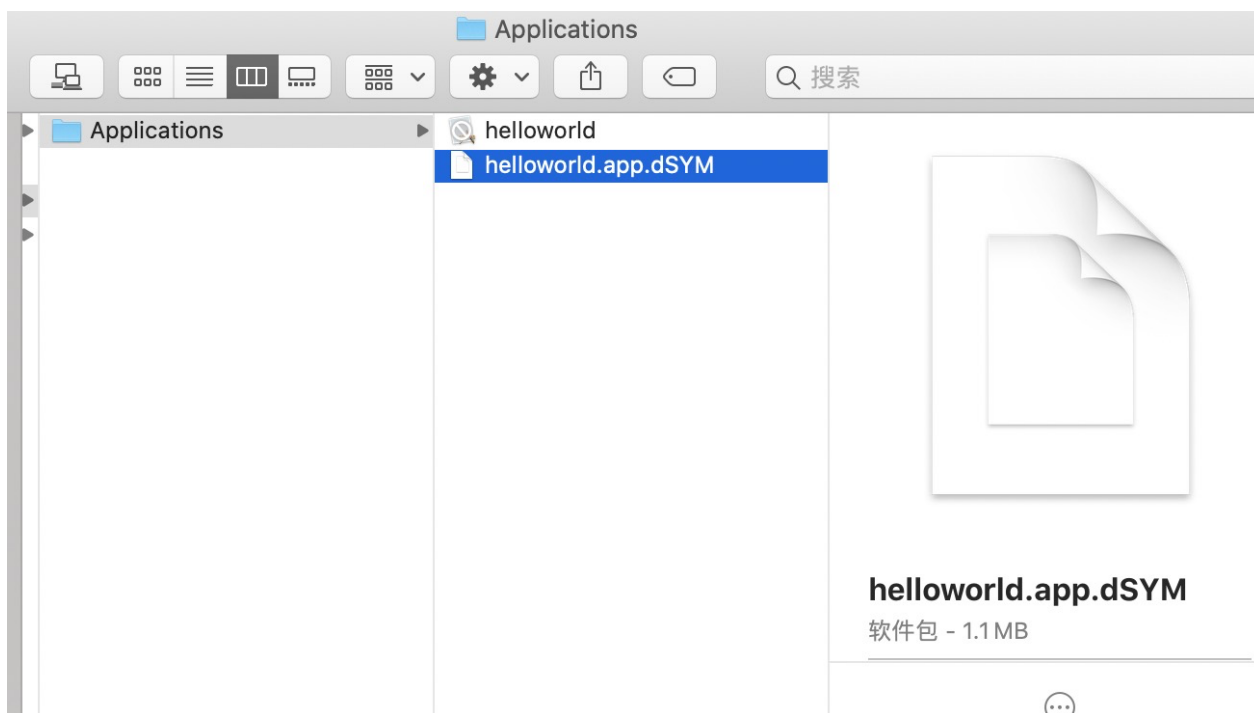 Applications
搜索
Applications
helloworld
helloworld.app.dSYM
helloworld.app.dSYM
软件包 - 1.1 MB